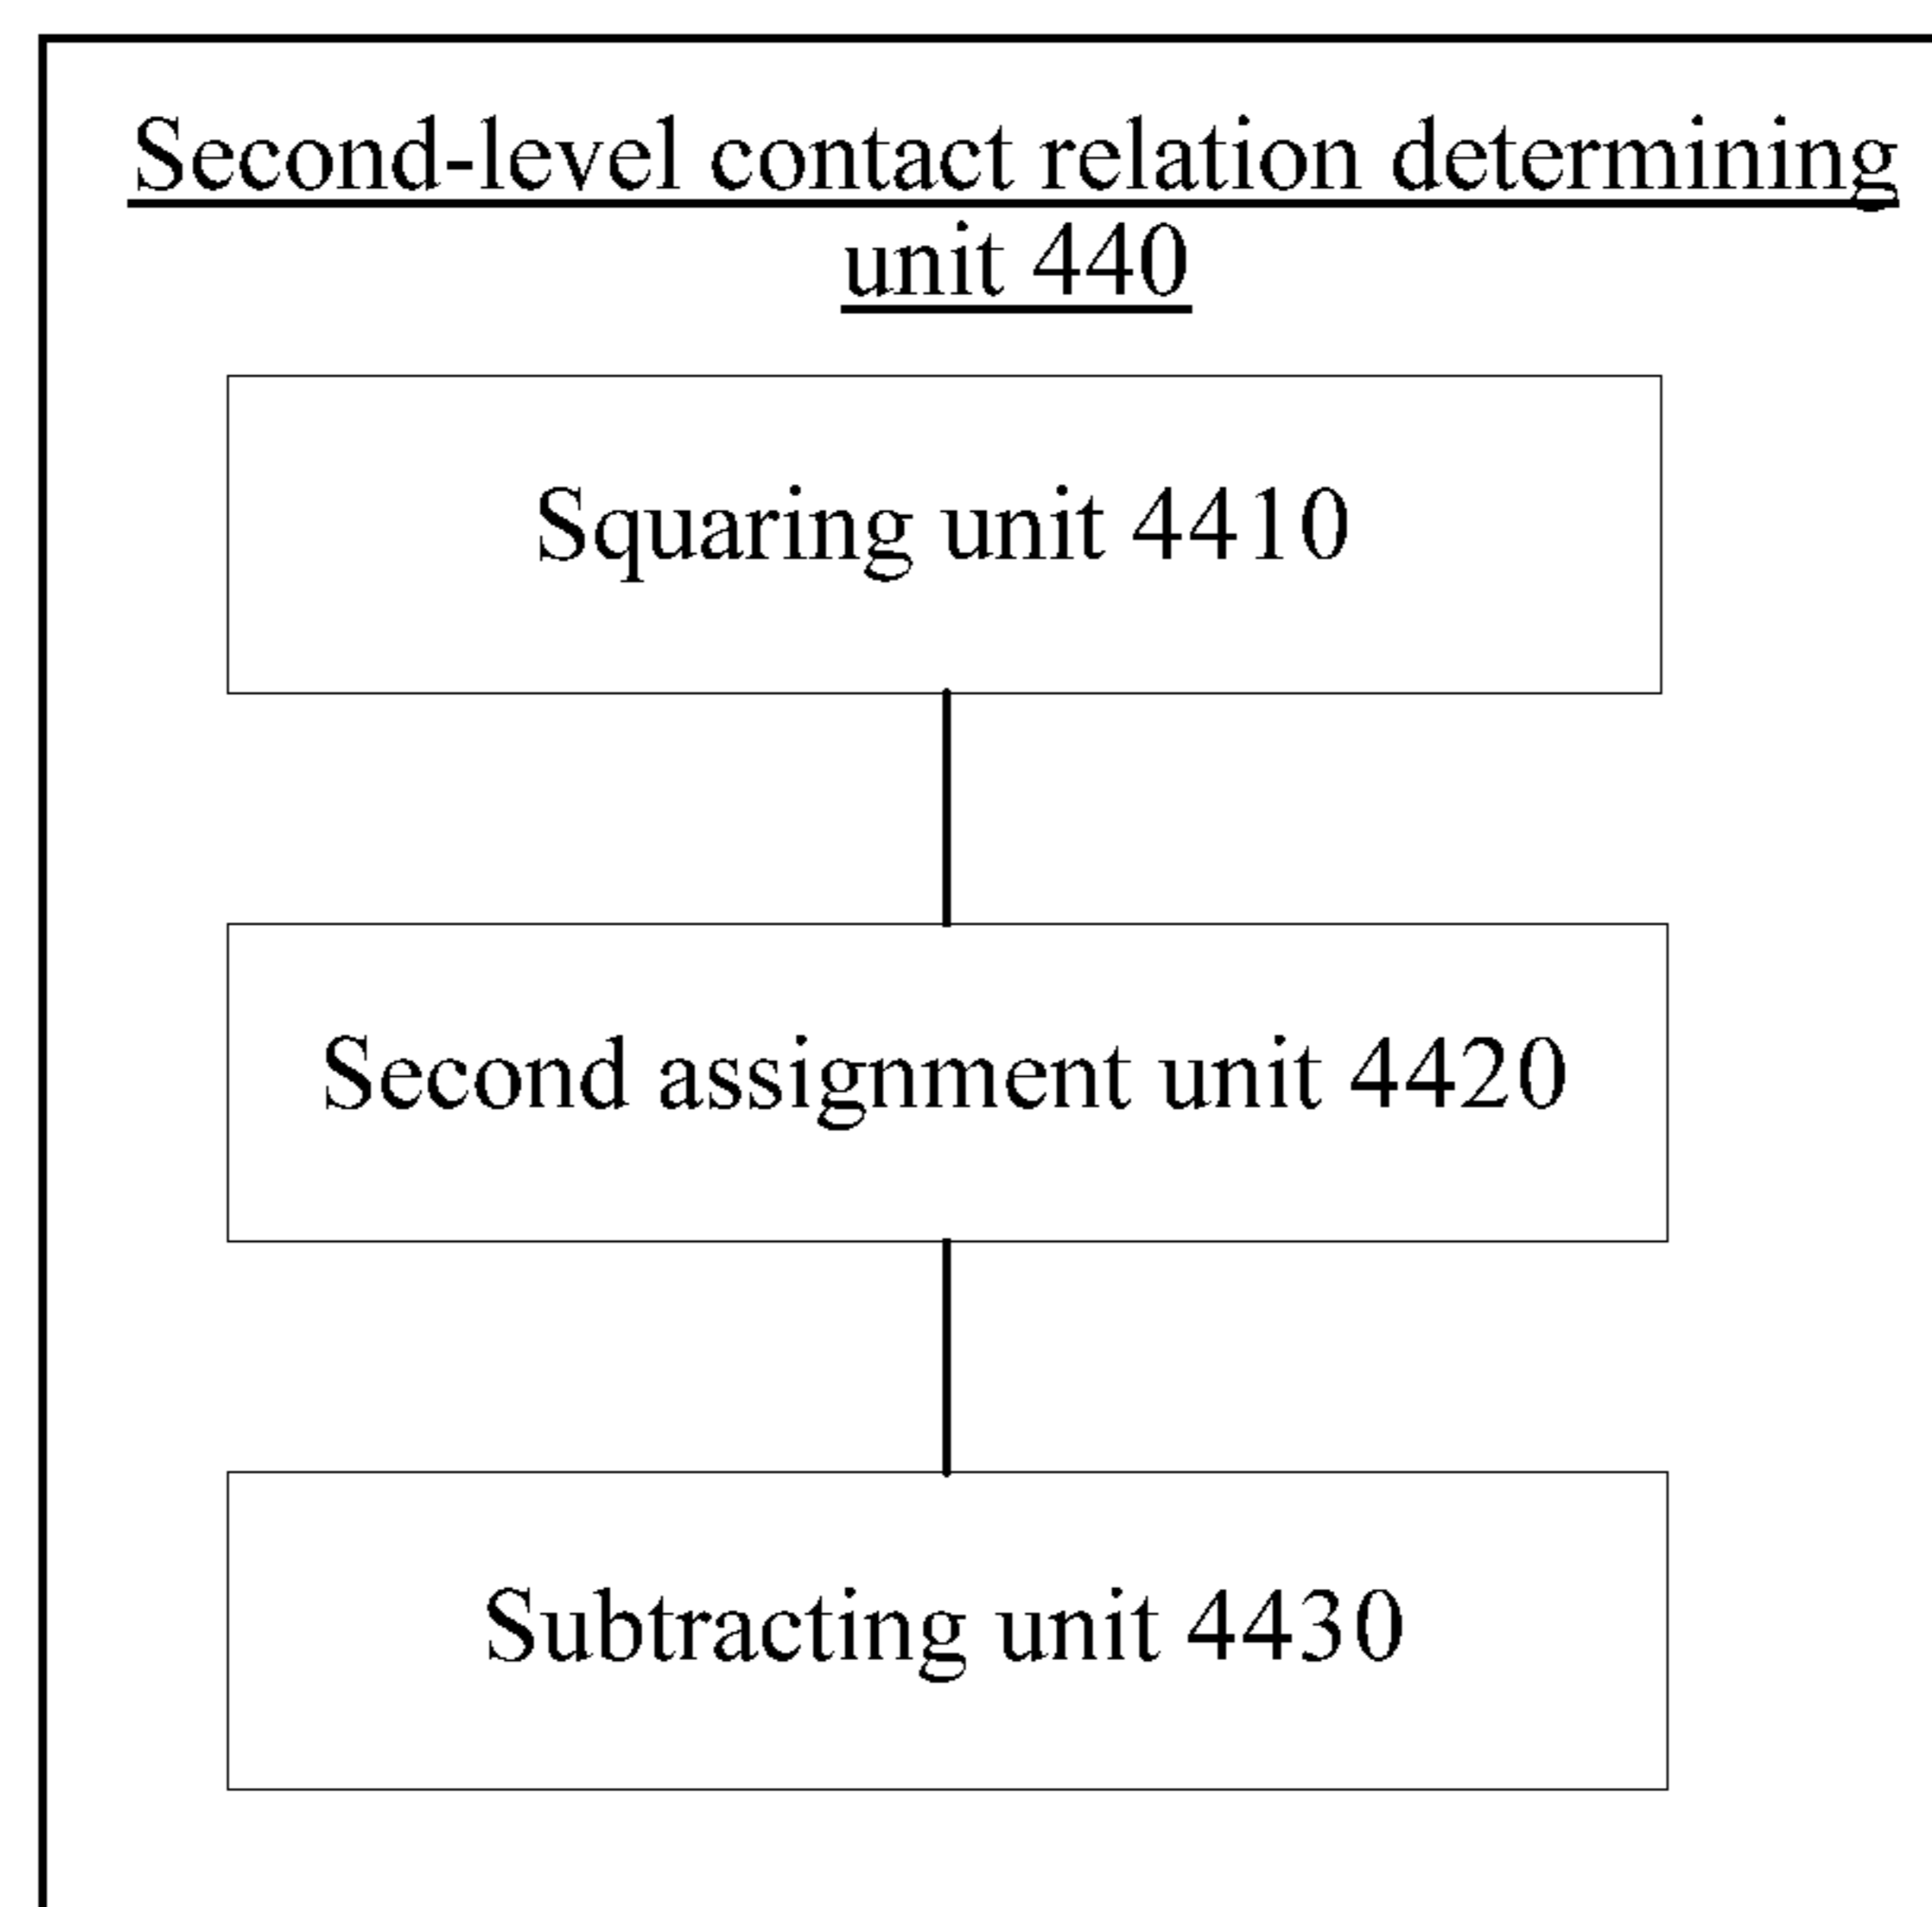 Second-level contact relation determining
unit 440
Squaring unit 4410
Second assignment unit 4420
Subtracting unit 4430